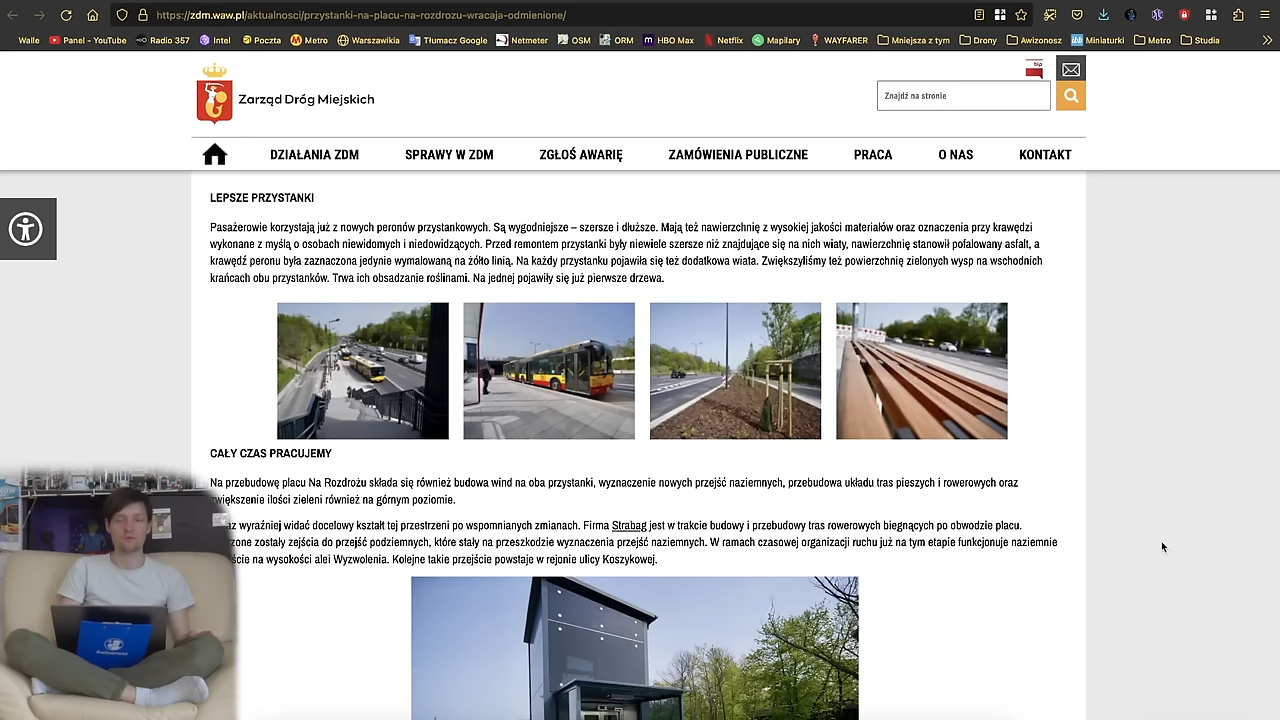 https://zdm.waw.pl/aktualnosci/przystanki-na-placu-na-rozdrozu-wracaja-odmienione/
Walle Panel - YouTube Radio 357 Intel Poczta Metro Warszawikia Tłumacz Google Netmeter OSM ORM HBO Max Netflix Mapilary WAYFARER Mniejsza z tym Drony Awizonosz Miniaturki Metro Studia
bip
Zarząd Dróg Miejskich
Znajdź na stronie
DZIAŁANIA ZDM SPRAWY W ZDM ZGŁOŚ AWARIĘ ZAMÓWIENIA PUBLICZNE PRACA O NAS KONTAKT
LEPSZE PRZYSTANKI
Pasażerowie korzystają już z nowych peronów przystankowych. Są wygodniejsze – szersze i dłuższe. Mają też nawierzchnię z wysokiej jakości materiałów oraz oznaczenia przy krawędzi
wykonane z myślą o osobach niewidomych i niedowidzących. Przed remontem przystanki były niewiele szersze niż znajdujące się na nich wiaty, nawierzchnię stanowił pofalowany asfalt, a
krawędź peronu była zaznaczona jedynie wymalowaną na żółto linią. Na każdy przystanku pojawiła się też dodatkowa wiata. Zwiększyliśmy też powierzchnię zielonych wysp na wschodnich
krańcach obu przystanków. Trwa ich obsadzanie roślinami. Na jednej pojawiły się już pierwsze drzewa.
CAŁY CZAS PRACUJEMY
Na przebudowę placu Na Rozdrożu składa się również budowa wind na oba przystanki, wyznaczenie nowych przejść naziemnych, przebudowa układu tras pieszych i rowerowych oraz
zwiększenie ilości zieleni również na górnym poziomie.
wyraźniej widać docelowy kształt tej przestrzeni po wspomnianych zmianach. Firma Strabag jest w trakcie budowy i przebudowy tras rowerowych biegnących po obwodzie placu.
zone zostały zejścia do przejść podziemnych, które stały na przeszkodzie wyznaczenia przejść naziemnych. W ramach czasowej organizacji ruchu już na tym etapie funkcjonuje naziemne
ście na wysokości alei Wyzwolenia. Kolejne takie przejście powstaje w rejonie ulicy Koszykowej.